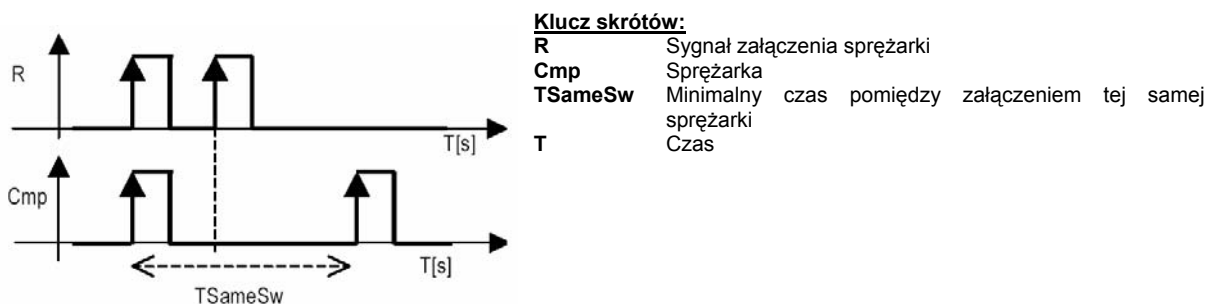 R
T[s]
Cmp
T[s]
TSameSw
Klucz skrótów:
R Sygnał załączenia sprężarki
Cmp Sprężarka
TSameSw Minimalny czas pomiędzy załączeniem tej samej
sprężarki
T Czas